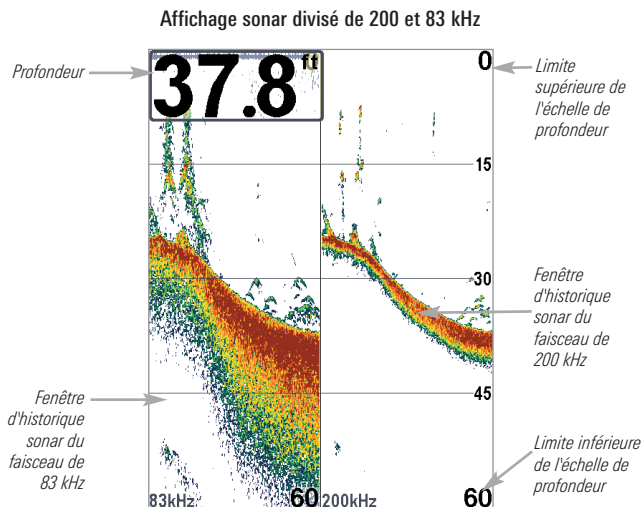 Affichage sonar divisé de 200 et 83 kHz
Profondeur
37.8 ft
0
Limite
supérieure de
l'échelle de
profondeur
15
30
Fenêtre
d'historique
sonar du
faisceau de
200 kHz
45
Fenêtre
d'historique
sonar du
faisceau de
83 kHz
Limite inférieure
de l'échelle de
profondeur
83kHz
60
200kHz
60